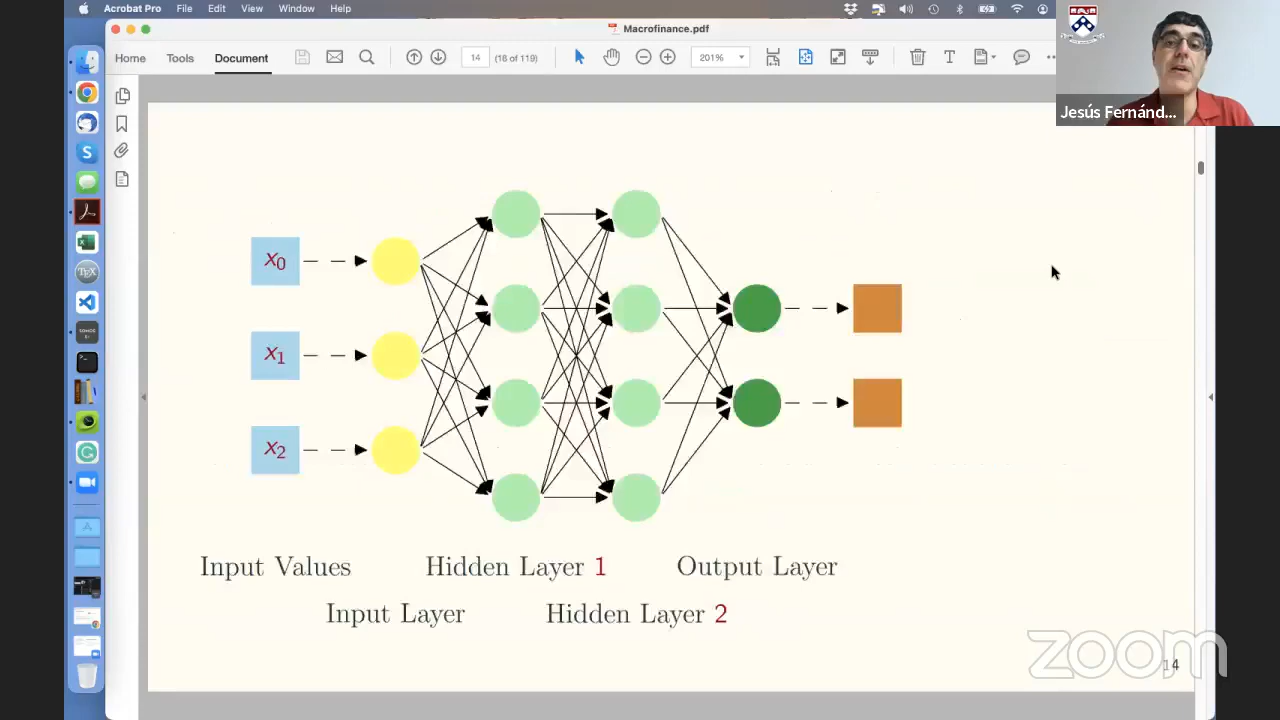 Acrobat Pro File Edit View Window Help
Macrofinance.pdf
Home Tools Document 14 (18 of 119) 201%
Jesús Fernánd...
x0
x1
x2
Input Values Hidden Layer 1 Output Layer
Input Layer Hidden Layer 2
zoom
14